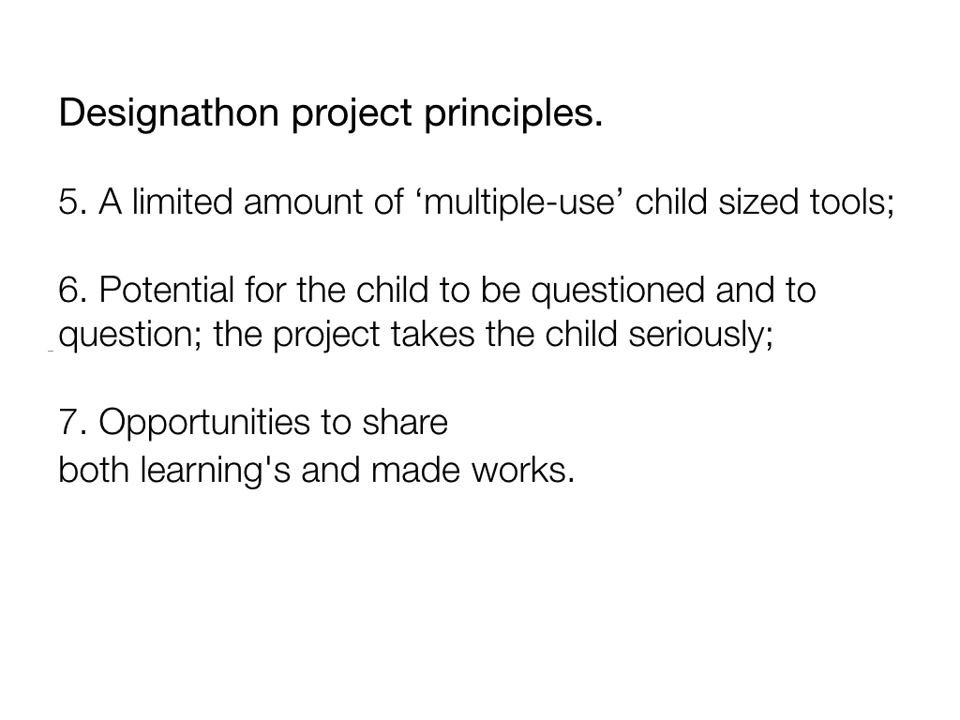 Designathon project principles.
5. A limited amount of ‘multiple-use’ child sized tools;
6. Potential for the child to be questioned and to
question; the project takes the child seriously;
7. Opportunities to share
both learning's and made works.